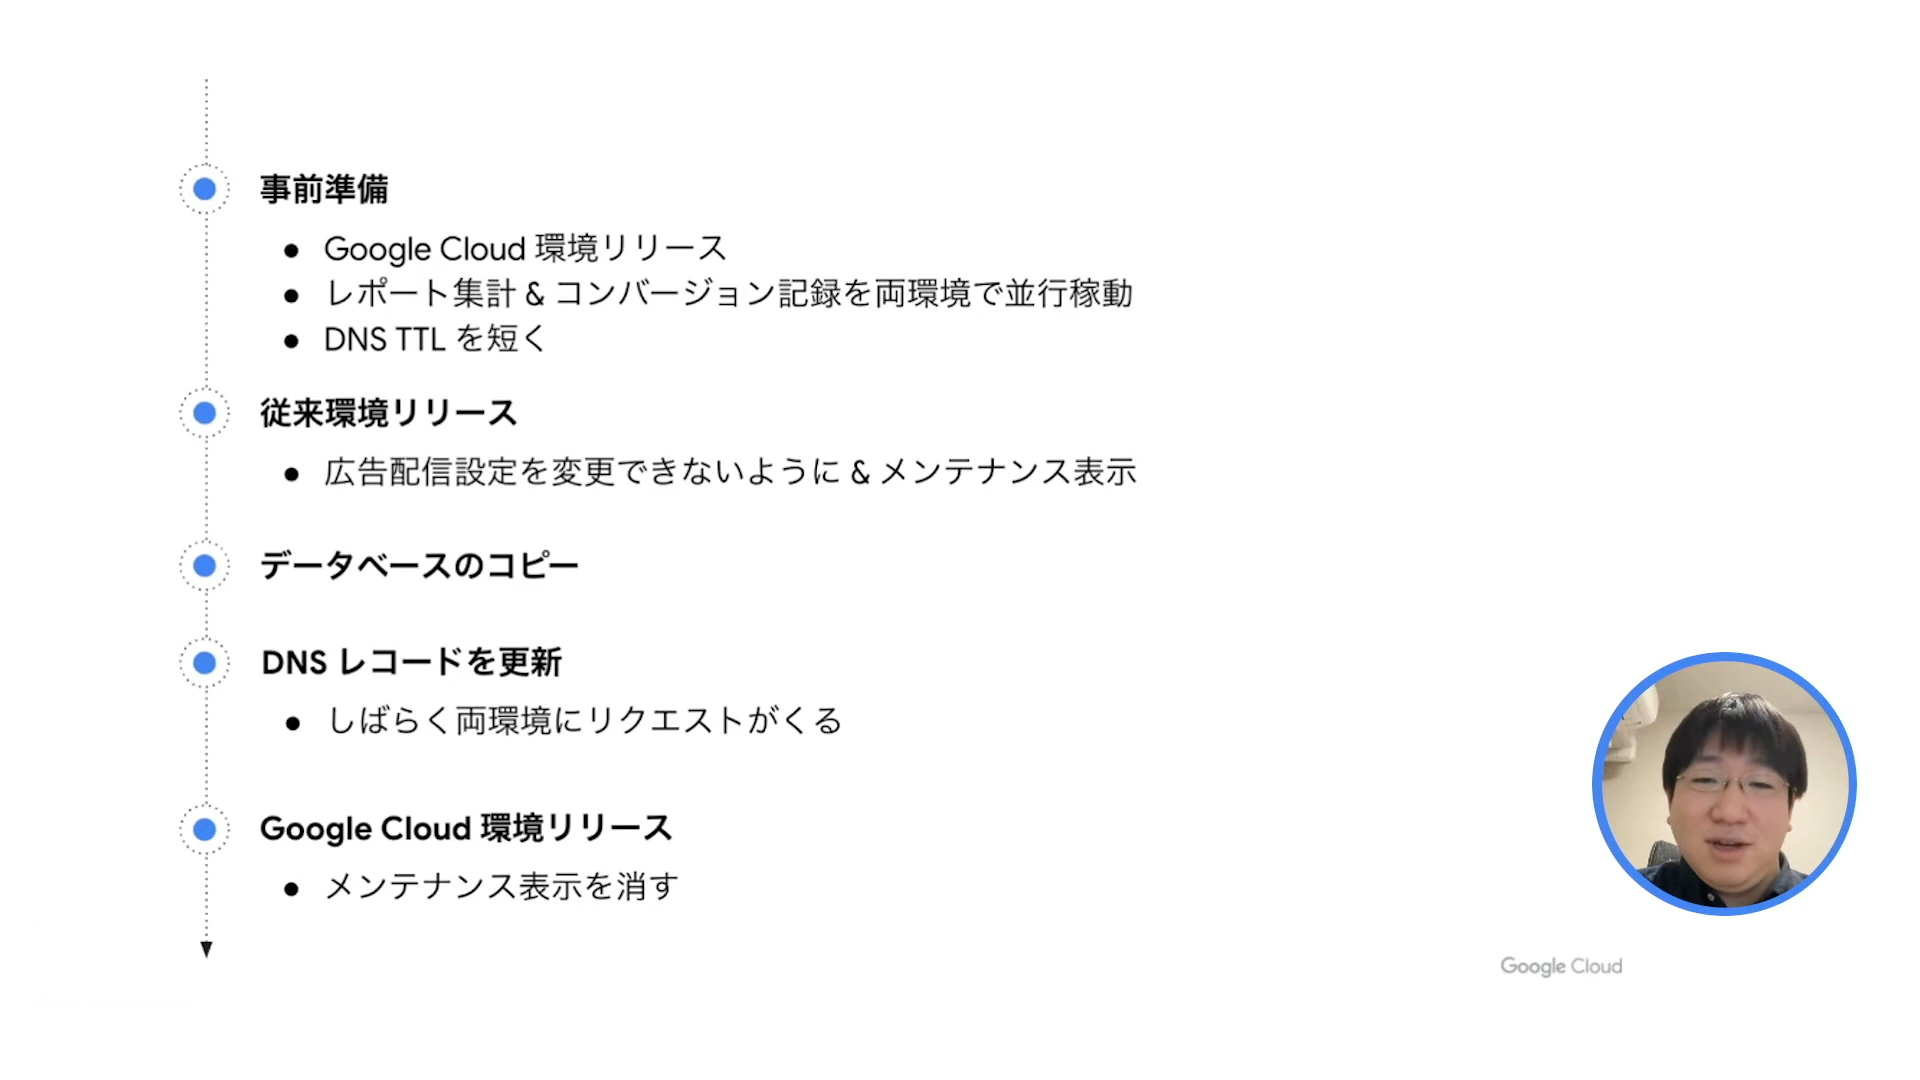 事前準備
● Google Cloud 環境リリース
● レポート集計 & コンバージョン記録を両環境で並行稼動
● DNS TTL を短く
従来環境リリース
● 広告配信設定を変更できないように & メンテナンス表示
データベースのコピー
DNS レコードを更新
● しばらく両環境にリクエストがくる
Google Cloud 環境リリース
● メンテナンス表示を消す
Google Cloud